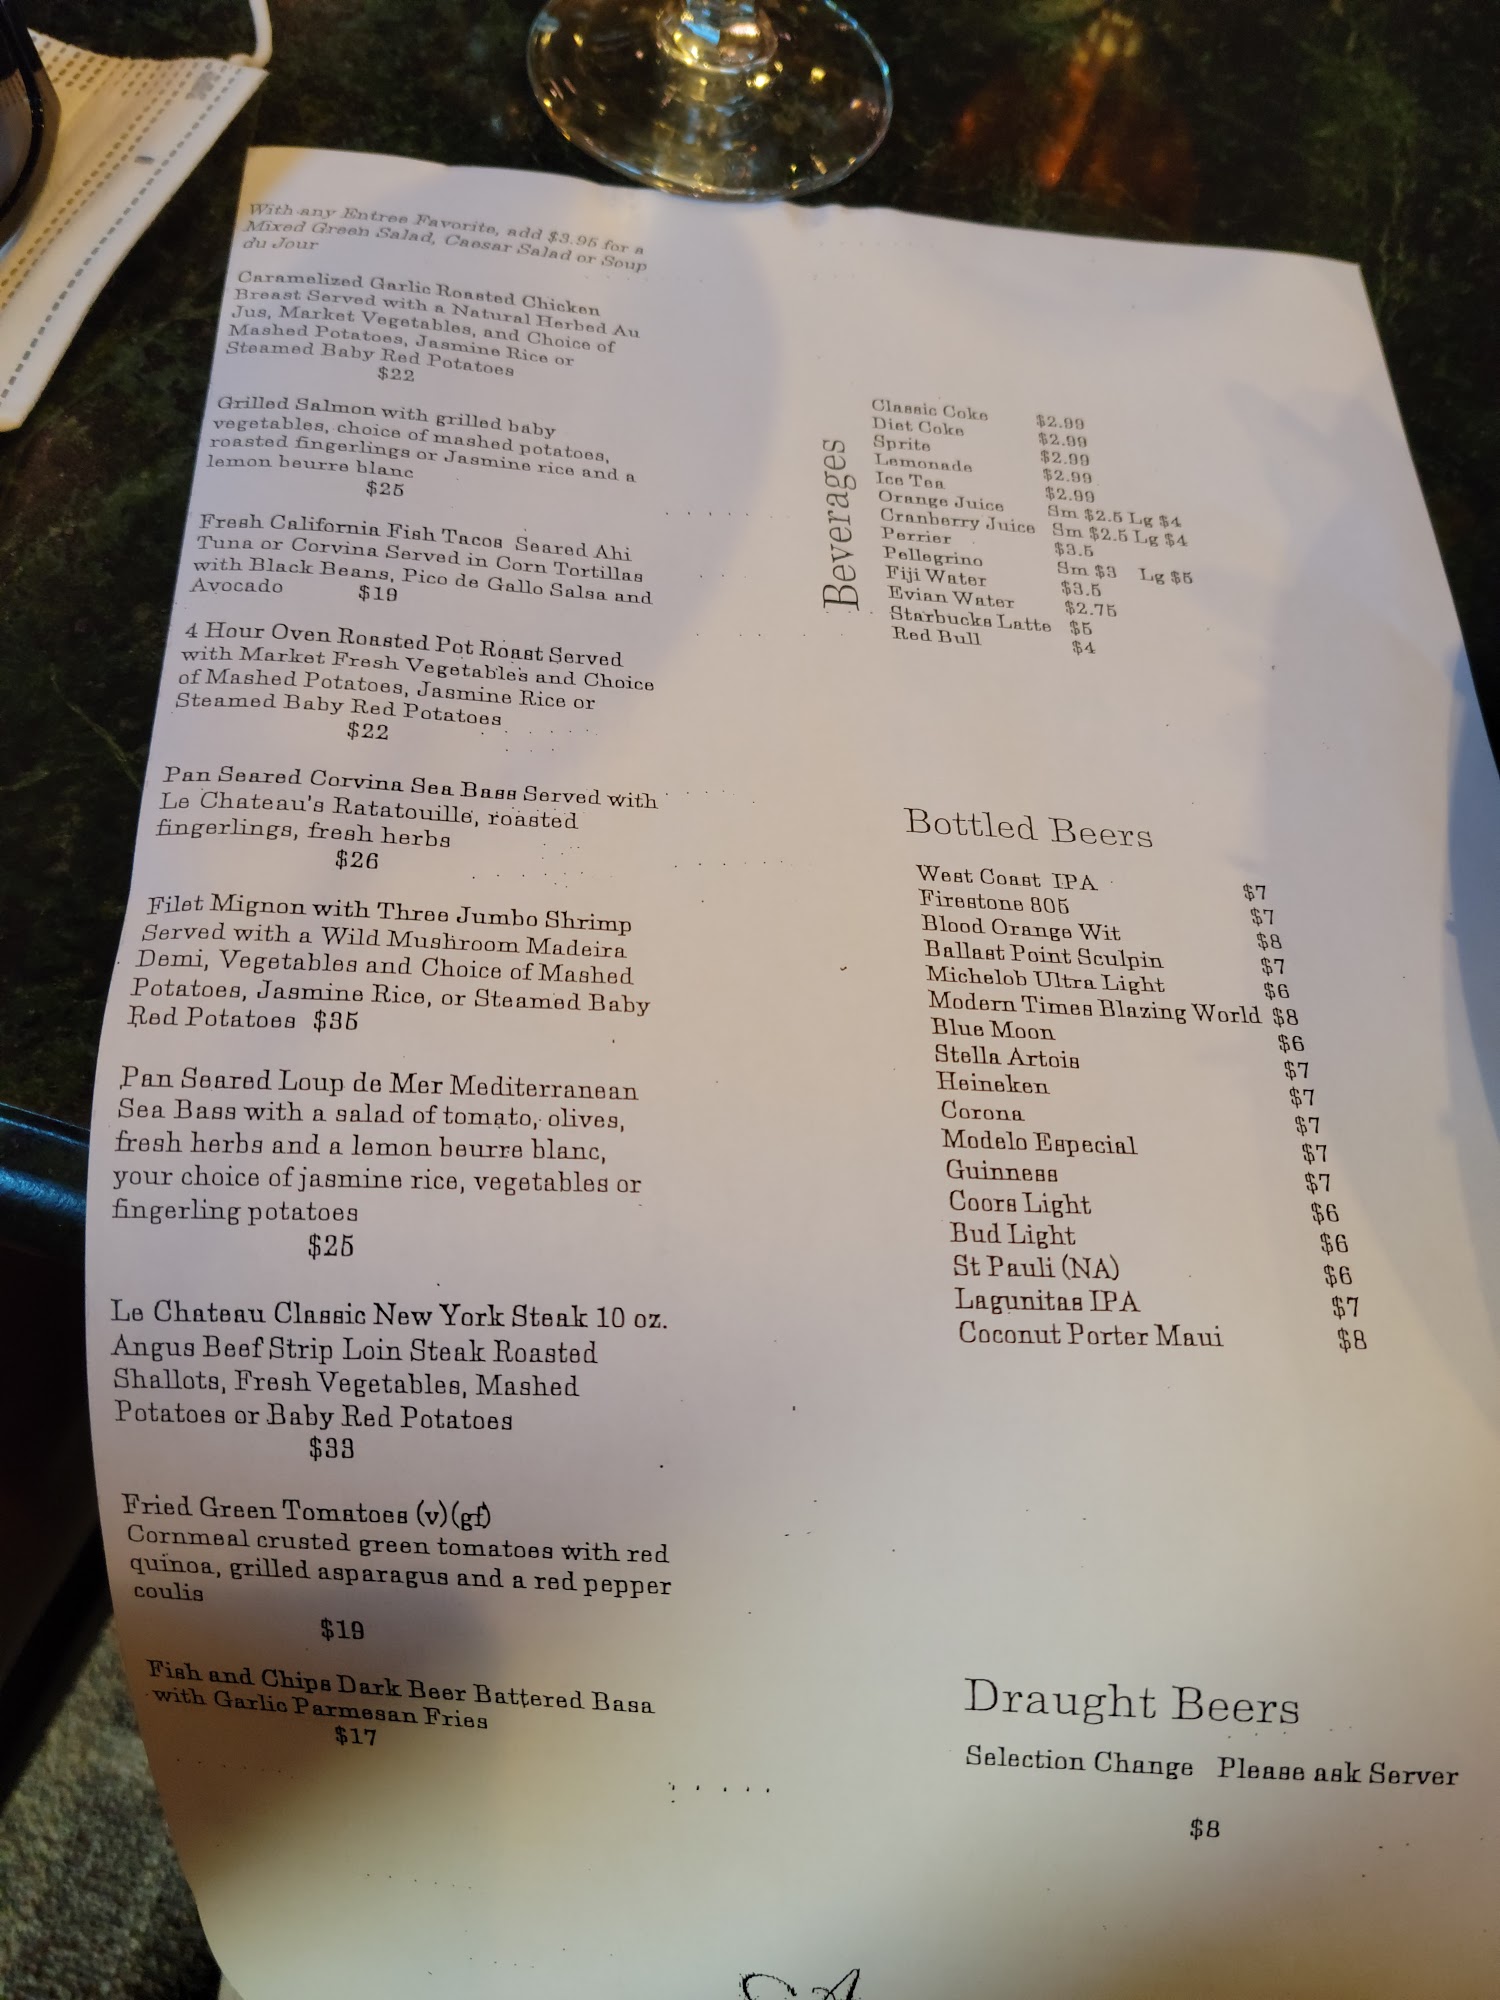 With any Entree Favorite, add $3.95 for a
Mixed Green Salad, Caesar Salad or Soup
du Jour
Caramelized Garlic Roasted Chicken
Breast Served with a Natural Herbed Au
Jus, Market Vegetables, and Choice of
Mashed Potatoes, Jasmine Rice or
Steamed Baby Red Potatoes
$22
Grilled Salmon with grilled baby
vegetables, choice of mashed potatoes,
roasted fingerlings or Jasmine rice and a
lemon beurre blanc
$25
Fresh California Fish Tacos Seared Ahi
Tuna or Corvina Served in Corn Tortillas
with Black Beans, Pico de Gallo Salsa and
Avocado $19
4 Hour Oven Roasted Pot Roast Served
with Market Fresh Vegetables and Choice
of Mashed Potatoes, Jasmine Rice or
Steamed Baby Red Potatoes
$22
Pan Seared Corvina Sea Bass Served with
Le Chateau's Ratatouille, roasted
fingerlings, fresh herbs
$26
Filet Mignon with Three Jumbo Shrimp
Served with a Wild Mushroom Madeira
Demi, Vegetables and Choice of Mashed
Potatoes, Jasmine Rice, or Steamed Baby
Red Potatoes $35
Pan Seared Loup de Mer Mediterranean
Sea Bass with a salad of tomato, olives,
fresh herbs and a lemon beurre blanc,
your choice of jasmine rice, vegetables or
fingerling potatoes
$25
Le Chateau Classic New York Steak 10 oz.
Angus Beef Strip Loin Steak Roasted
Shallots, Fresh Vegetables, Mashed
Potatoes or Baby Red Potatoes
$33
Fried Green Tomatoes (v)(gf)
Cornmeal crusted green tomatoes with red
quinoa, grilled asparagus and a red pepper
coulis
$19
Fish and Chips Dark Beer Battered Basa
with Garlic Parmesan Fries
$17
Beverages
Classic Coke $2.99
Diet Coke $2.99
Sprite $2.99
Lemonade $2.99
Ice Tea $2.99
Orange Juice Sm $2.5 Lg $4
Cranberry Juice Sm $2.5 Lg $4
Perrier $3.5
Pellegrino Sm $3 Lg $5
Fiji Water $3.5
Evian Water $2.75
Starbucks Latte $5
Red Bull $4
Bottled Beers
West Coast IPA $7
Firestone 805 $7
Blood Orange Wit $8
Ballast Point Sculpin $7
Michelob Ultra Light $6
Modern Times Blazing World $8
Blue Moon $6
Stella Artois $7
Heineken $7
Corona $7
Modelo Especial $7
Guinness $7
Coors Light $6
Bud Light $6
St Pauli (NA) $6
Lagunitas IPA $7
Coconut Porter Maui $8
Draught Beers
Selection Change Please ask Server
$8